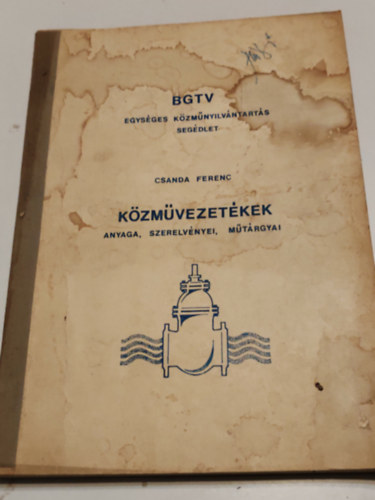 BGTV
EGYSÉGES KÖZMŰNYILVÁNTARTÁS
SEGÉDLET
CSANDA FERENC
KÖZMŰVEZETÉKEK
ANYAGA, SZERELVÉNYEI, MŰTÁRGYAI